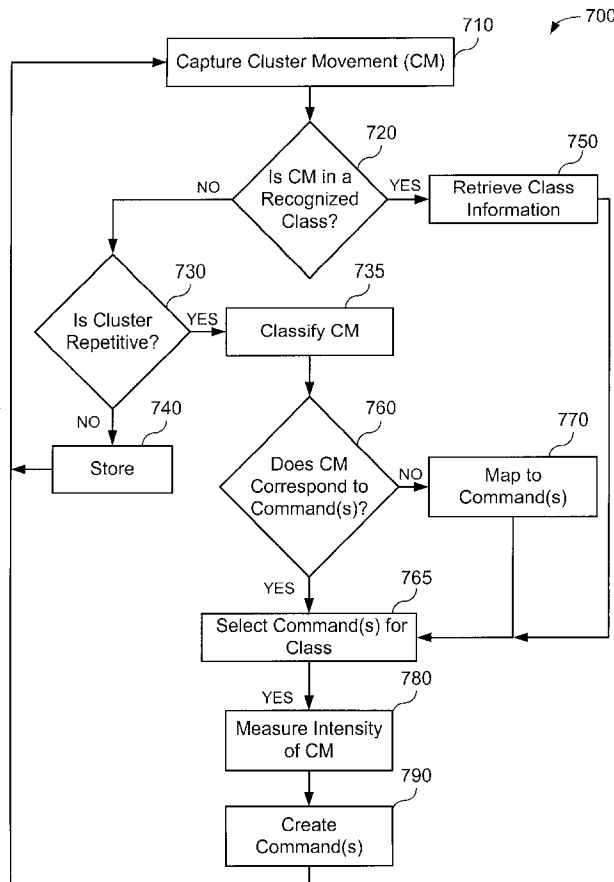 700
710
Capture Cluster Movement (CM)
720
Is CM in a
Recognized
Class?
NO
YES
750
Retrieve Class
Information
730
Is Cluster
Repetitive?
YES
735
Classify CM
NO
740
Store
760
Does CM
Correspond to
Command(s)?
NO
770
Map to
Command(s)
YES
765
Select Command(s) for
Class
YES
780
Measure Intensity
of CM
790
Create
Command(s)